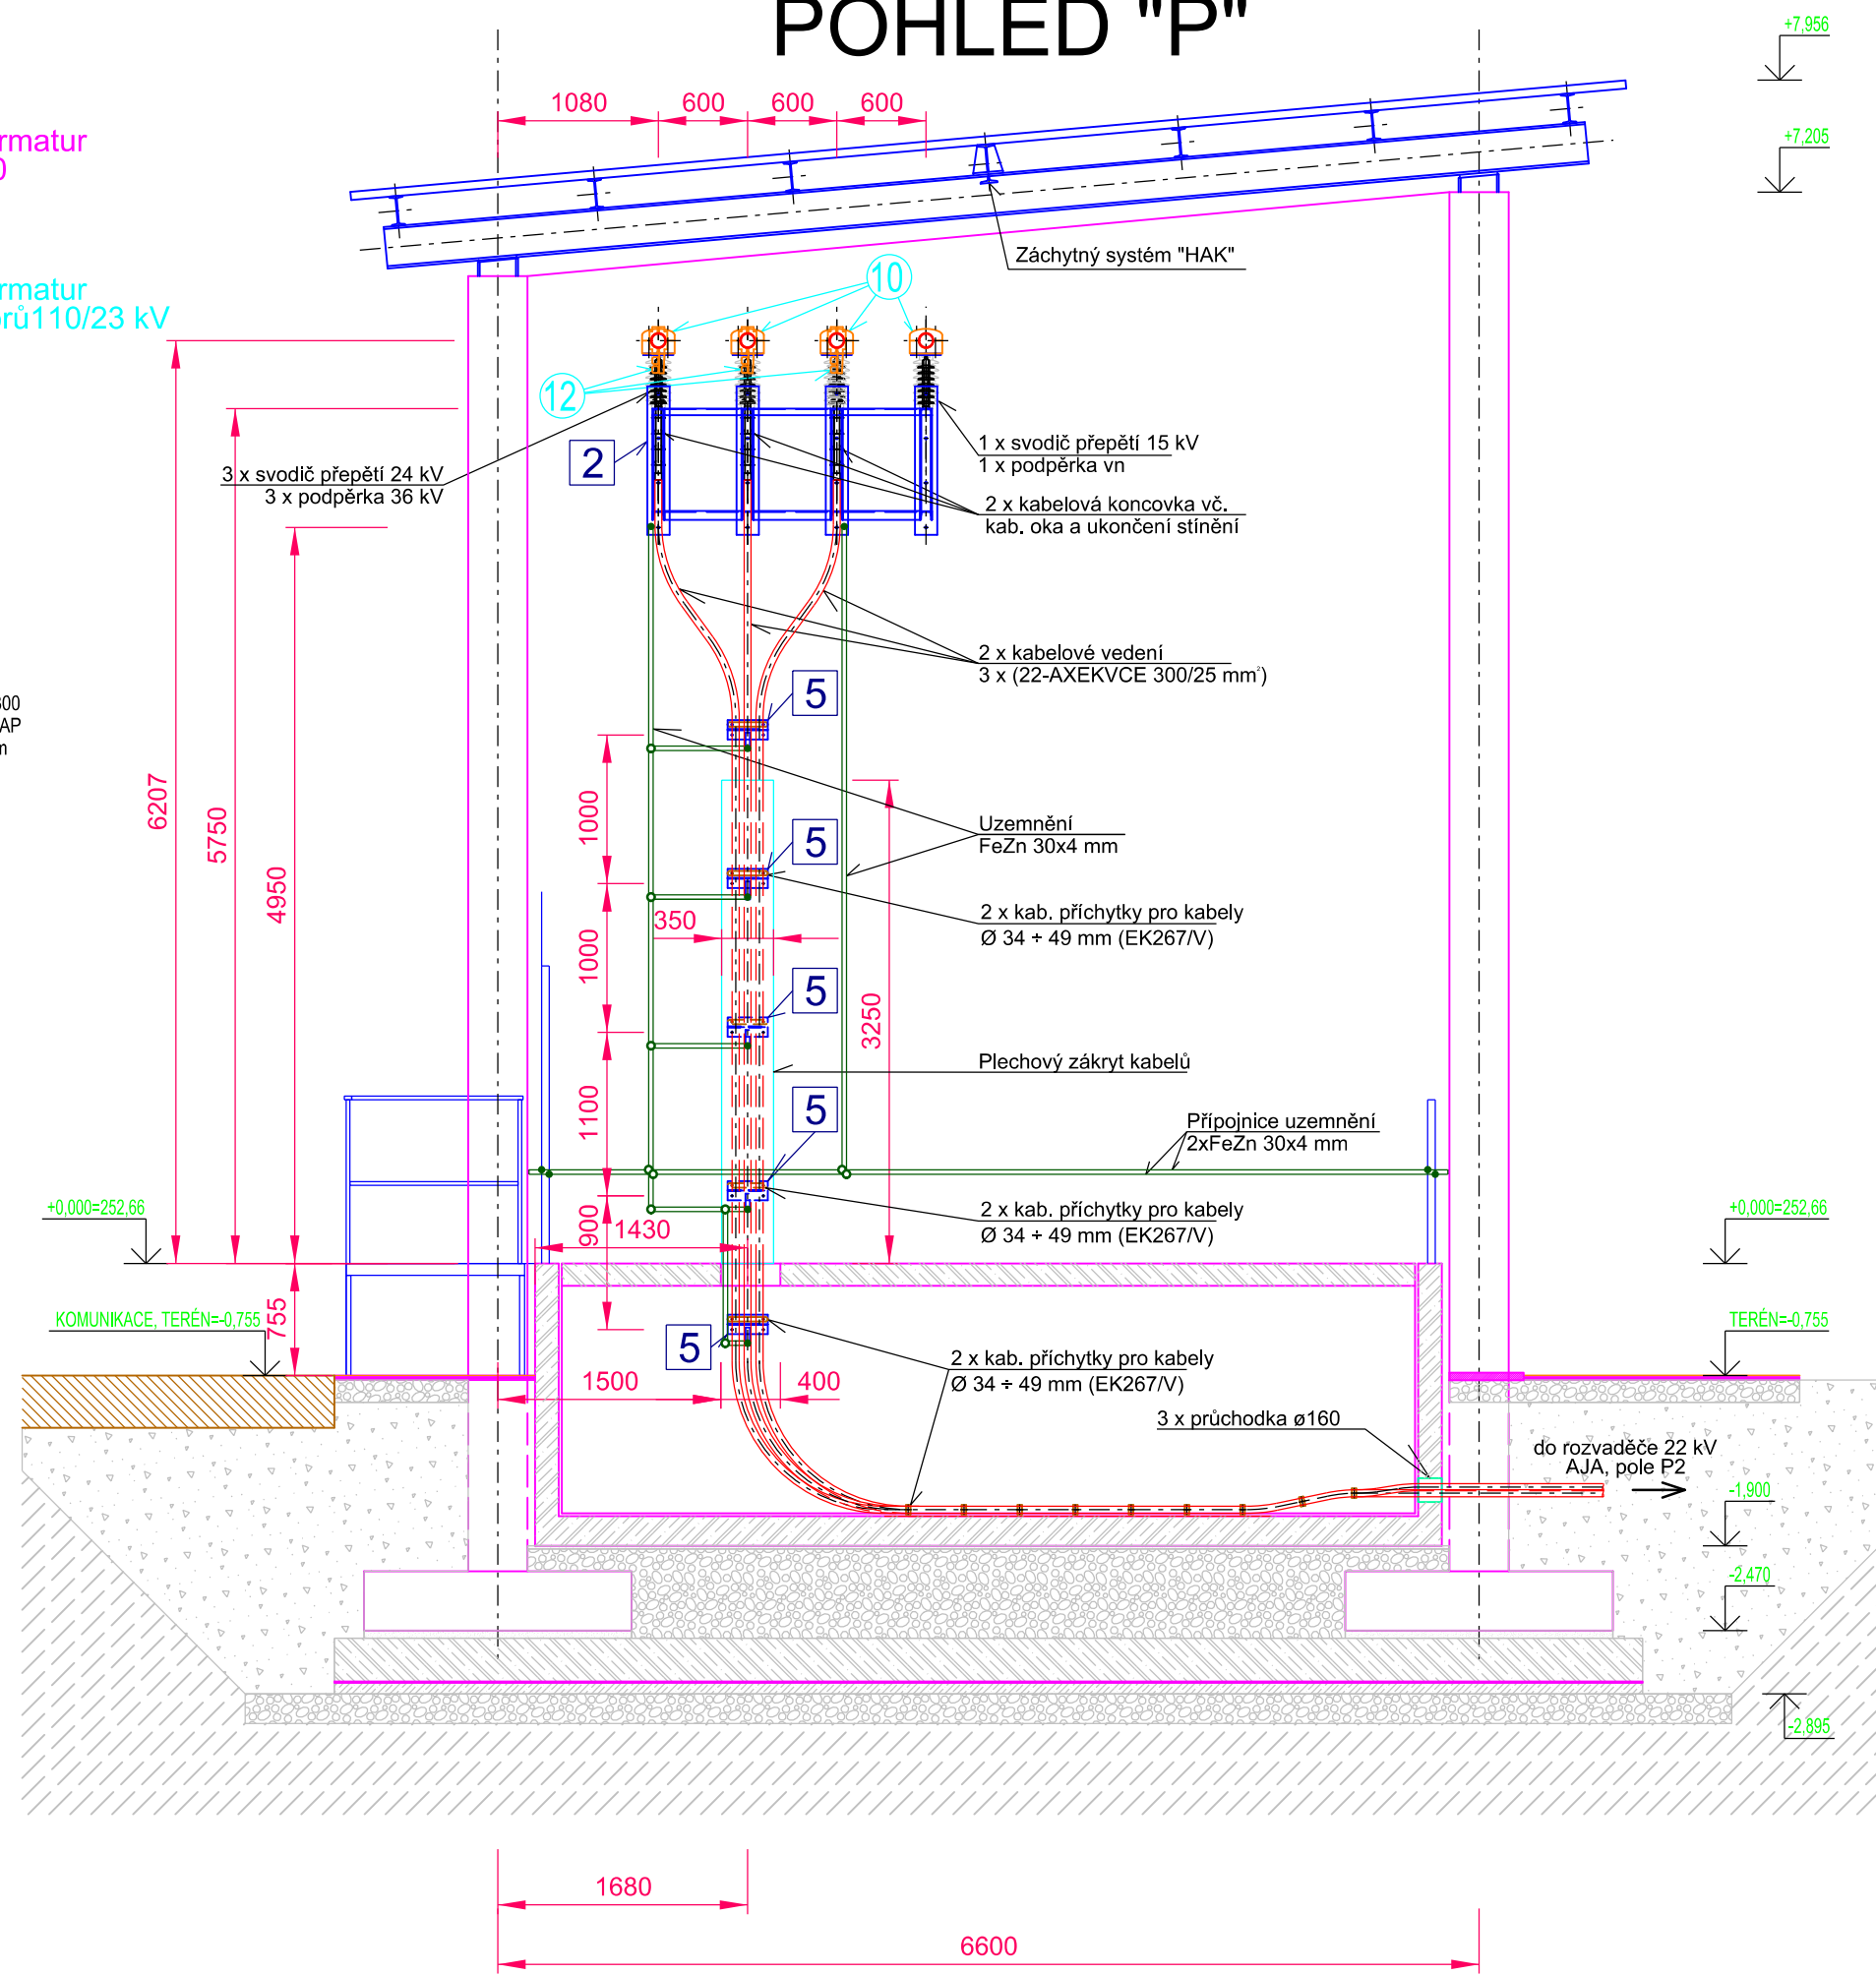 POHLED "P"
+7,956
1080
600
600
600
rmatur
0
+7,205
Záchytný systém "HAK"
10
rmatur
orů110/23 kV
12
2
1 x svodič přepětí 15 kV
1 x podpěrka vn
3 x svodič přepětí 24 kV
3 x podpěrka 36 kV
2 x kabelová koncovka vč.
kab. oka a ukončení stínění
2 x kabelové vedení
3 x (22-AXEKVCE 300/25 mm²)
5
300
AP
m
6207
5750
4950
1000
Uzemnění
FeZn 30x4 mm
5
350
2 x kab. příchytky pro kabely
Ø 34 ÷ 49 mm (EK267/V)
1000
5
3250
Plechový zákryt kabelů
1100
5
Přípojnice uzemnění
2xFeZn 30x4 mm
+0,000=252,66
900
1430
2 x kab. příchytky pro kabely
Ø 34 ÷ 49 mm (EK267/V)
+0,000=252,66
KOMUNIKACE, TERÉN=-0,755
755
TERÉN=-0,755
5
1500
400
2 x kab. příchytky pro kabely
Ø 34 ÷ 49 mm (EK267/V)
3 x průchodka ø160
do rozvaděče 22 kV
AJA, pole P2
-1,900
-2,470
-2,895
1680
6600